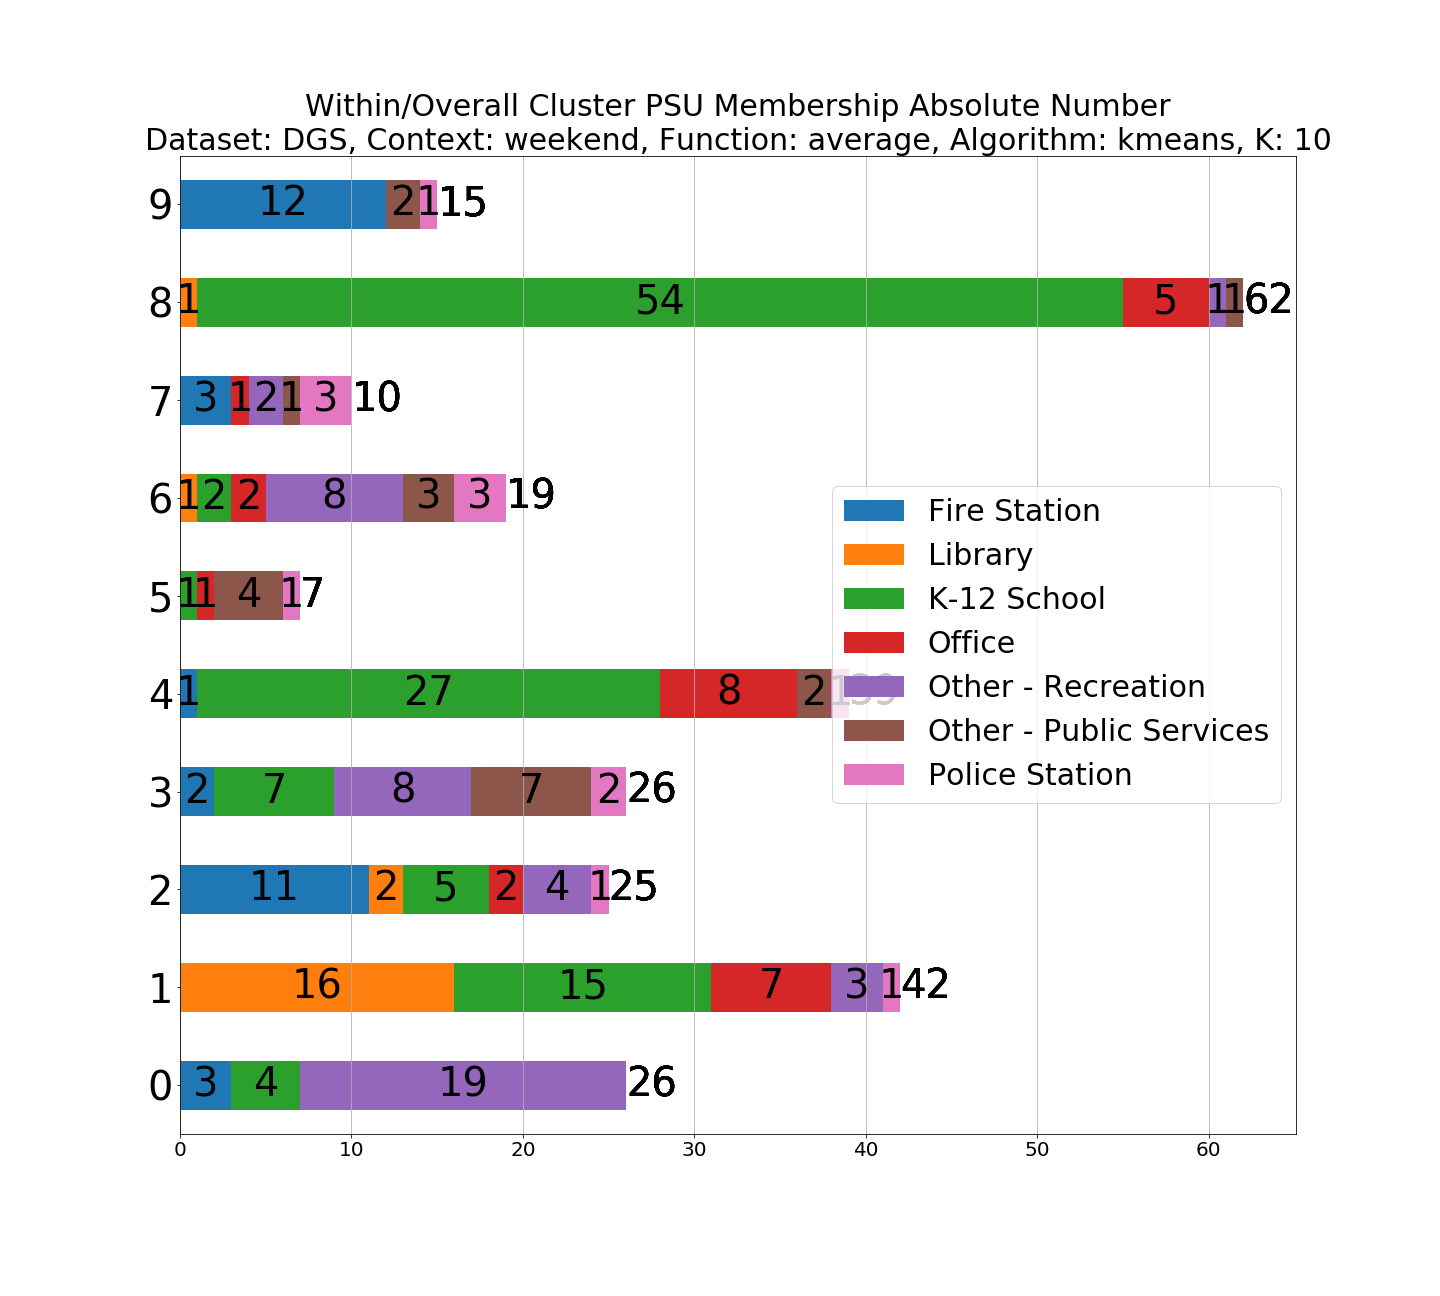 Within/Overall Cluster PSU Membership Absolute Number
Dataset: DGS, Context: weekend, Function: average, Algorithm: kmeans, K: 10
9 12 2 1 15
8 1 54 5 1 1 62
7 3 1 2 1 3 10
6 1 2 2 8 3 3 19
5 1 1 4 1 7
4 1 27 8 2 1 39
3 2 7 8 7 2 26
2 11 2 5 2 4 1 25
1 16 15 7 3 1 42
0 3 4 19 26
0 10 20 30 40 50 60
Fire Station
Library
K-12 School
Office
Other - Recreation
Other - Public Services
Police Station